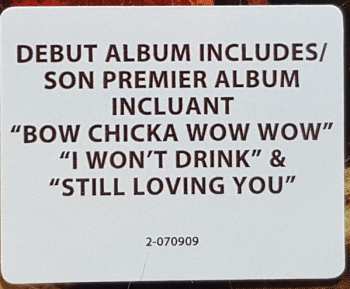 DEBUT ALBUM INCLUDES/
SON PREMIER ALBUM
INCLUANT
“BOW CHICKA WOW WOW”
“I WON’T DRINK” &
“STILL LOVING YOU”
2-070909